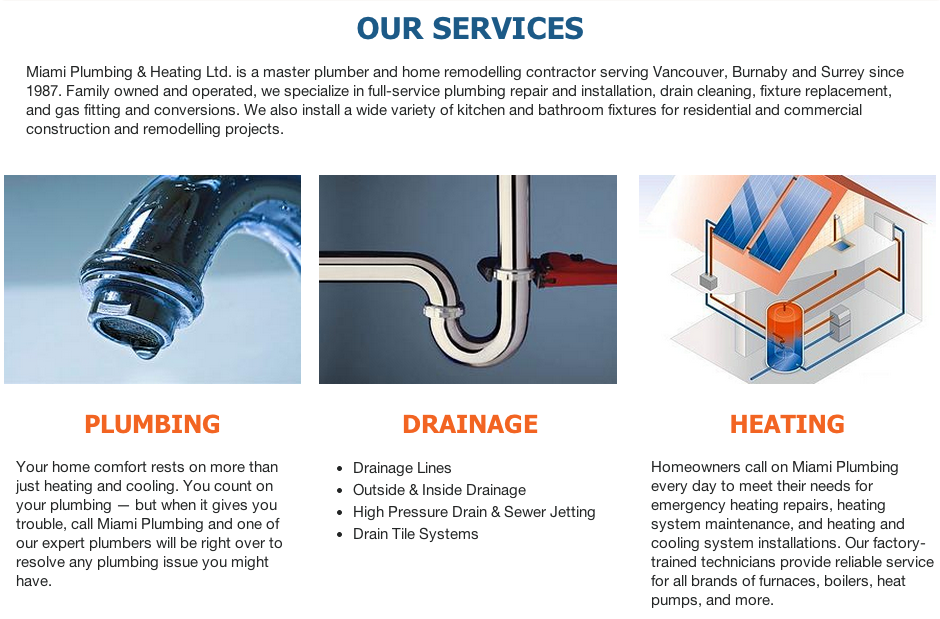 OUR SERVICES
Miami Plumbing & Heating Ltd. is a master plumber and home remodelling contractor serving Vancouver, Burnaby and Surrey since
1987. Family owned and operated, we specialize in full-service plumbing repair and installation, drain cleaning, fixture replacement,
and gas fitting and conversions. We also install a wide variety of kitchen and bathroom fixtures for residential and commercial
construction and remodelling projects.
PLUMBING
Your home comfort rests on more than
just heating and cooling. You count on
your plumbing — but when it gives you
trouble, call Miami Plumbing and one of
our expert plumbers will be right over to
resolve any plumbing issue you might
have.
DRAINAGE
• Drainage Lines
• Outside & Inside Drainage
• High Pressure Drain & Sewer Jetting
• Drain Tile Systems
HEATING
Homeowners call on Miami Plumbing
every day to meet their needs for
emergency heating repairs, heating
system maintenance, and heating and
cooling system installations. Our factory-
trained technicians provide reliable service
for all brands of furnaces, boilers, heat
pumps, and more.